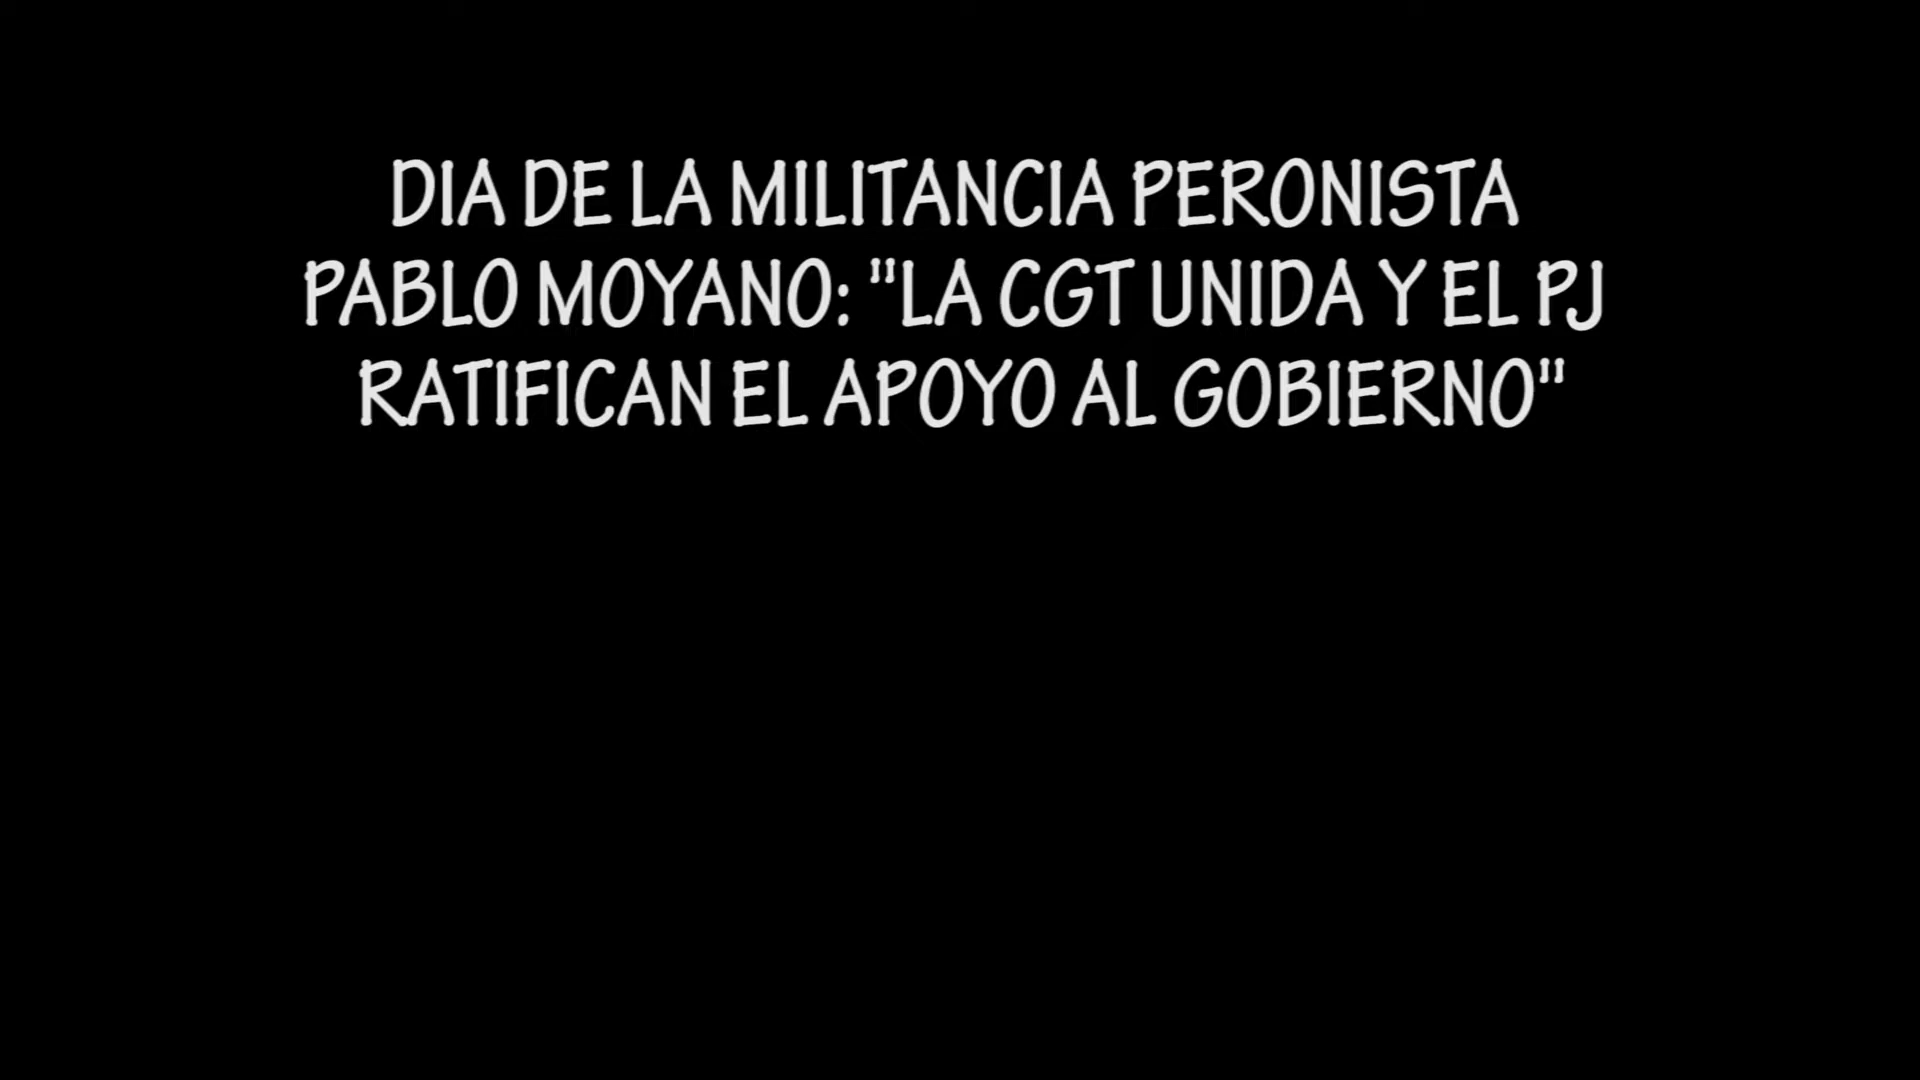 DIA DE LA MILITANCIA PERONISTA
PABLO MOYANO: "LA CGT UNIDA Y EL PJ
RATIFICAN EL APOYO AL GOBIERNO"